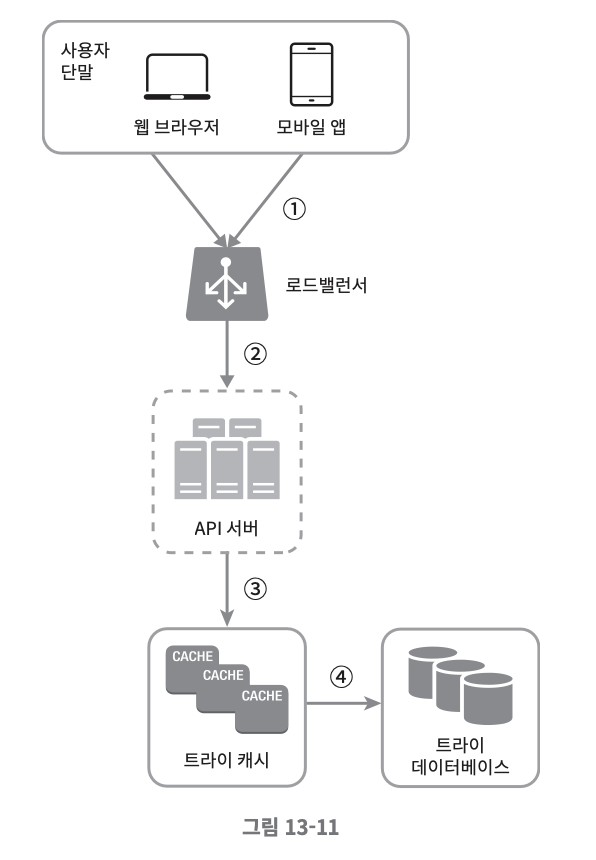 사용자
단말
웹 브라우저
모바일 앱
①
로드밸런서
②
API 서버
③
CACHE
CACHE
CACHE
트라이 캐시
④
트라이
데이터베이스
그림 13-11